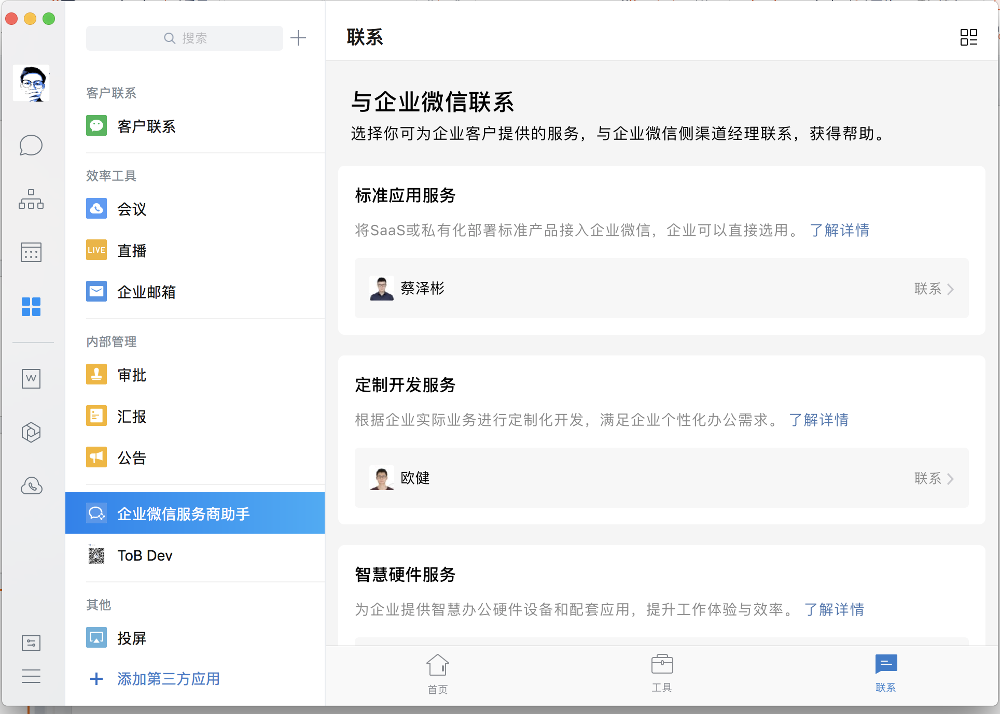 搜索
客户联系
客户联系
效率工具
会议
LIVE
直播
企业邮箱
内部管理
审批
汇报
公告
企业微信服务商助手
ToB Dev
其他
投屏
添加第三方应用
W
联系
与企业微信联系
选择你可为企业客户提供的服务，与企业微信侧渠道经理联系，获得帮助。
标准应用服务
将SaaS或私有化部署标准产品接入企业微信，企业可以直接选用。 了解详情
蔡泽彬
联系
定制开发服务
根据企业实际业务进行定制化开发，满足企业个性化办公需求。 了解详情
欧健
联系
智慧硬件服务
为企业提供智慧办公硬件设备和配套应用，提升工作体验与效率。 了解详情
首页
工具
联系